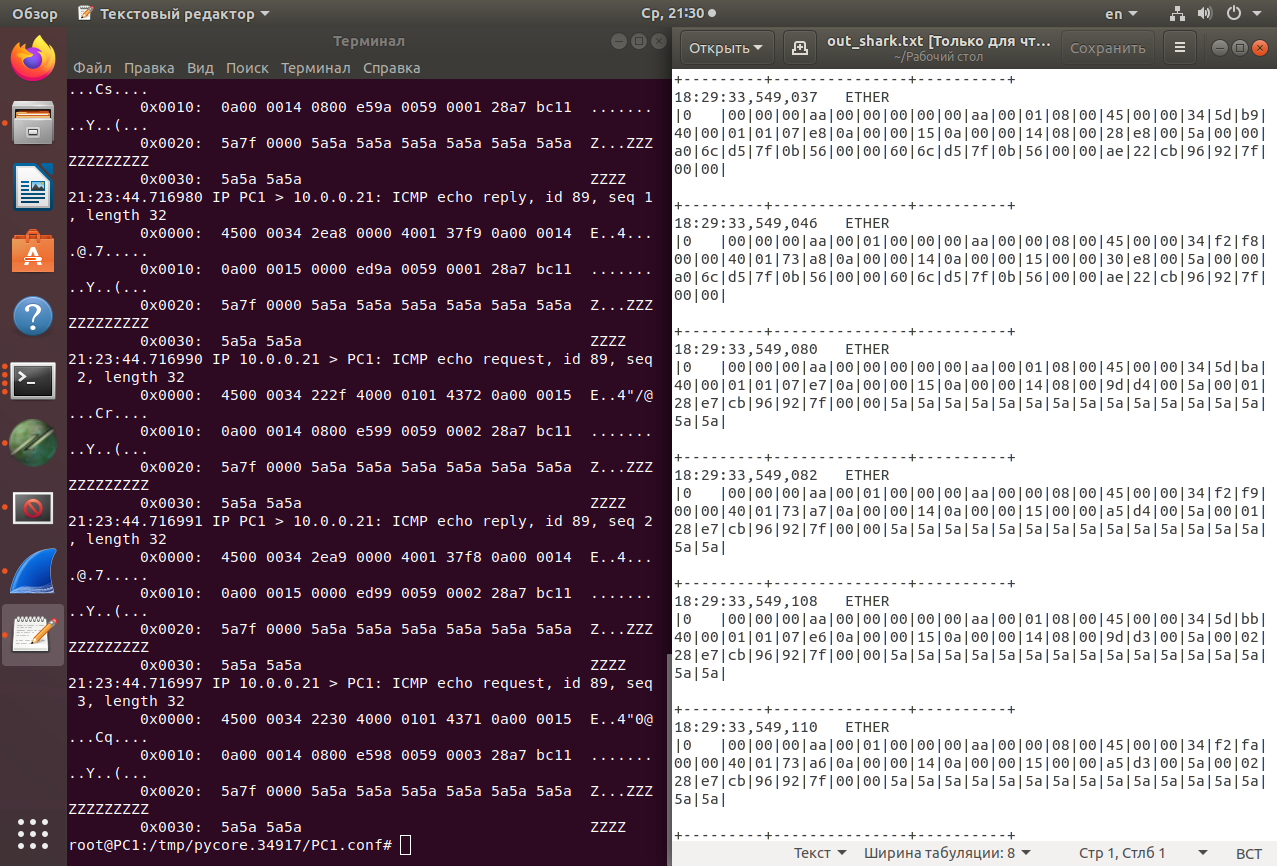 Обзор
Текстовый редактор
Ср, 21:30
en
Терминал
Файл Правка Вид Поиск Терминал Справка
...Cs....
        0x0010:  0a00 0014 0800 e59a 0059 0001 28a7 bc11  .......
..Y..(...
        0x0020:  5a7f 0000 5a5a 5a5a 5a5a 5a5a 5a5a 5a5a  Z...ZZZ
ZZZZZZZZZ
        0x0030:  5a5a 5a5a                                ZZZZ
21:23:44.716980 IP PC1 > 10.0.0.21: ICMP echo reply, id 89, seq 1
, length 32
        0x0000:  4500 0034 2ea8 0000 4001 37f9 0a00 0014  E..4...
.@.7.....
        0x0010:  0a00 0015 0000 ed9a 0059 0001 28a7 bc11  .......
..Y..(...
        0x0020:  5a7f 0000 5a5a 5a5a 5a5a 5a5a 5a5a 5a5a  Z...ZZZ
ZZZZZZZZZ
        0x0030:  5a5a 5a5a                                ZZZZ
21:23:44.716990 IP 10.0.0.21 > PC1: ICMP echo request, id 89, seq
 2, length 32
        0x0000:  4500 0034 222f 4000 0101 4372 0a00 0015  E..4"/@
...Cr....
        0x0010:  0a00 0014 0800 e599 0059 0002 28a7 bc11  .......
..Y..(...
        0x0020:  5a7f 0000 5a5a 5a5a 5a5a 5a5a 5a5a 5a5a  Z...ZZZ
ZZZZZZZZZ
        0x0030:  5a5a 5a5a                                ZZZZ
21:23:44.716991 IP PC1 > 10.0.0.21: ICMP echo reply, id 89, seq 2
, length 32
        0x0000:  4500 0034 2ea9 0000 4001 37f8 0a00 0014  E..4...
.@.7.....
        0x0010:  0a00 0015 0000 ed99 0059 0002 28a7 bc11  .......
..Y..(...
        0x0020:  5a7f 0000 5a5a 5a5a 5a5a 5a5a 5a5a 5a5a  Z...ZZZ
ZZZZZZZZZ
        0x0030:  5a5a 5a5a                                ZZZZ
21:23:44.716997 IP 10.0.0.21 > PC1: ICMP echo request, id 89, seq
 3, length 32
        0x0000:  4500 0034 2230 4000 0101 4371 0a00 0015  E..4"0@
...Cq....
        0x0010:  0a00 0014 0800 e598 0059 0003 28a7 bc11  .......
..Y..(...
        0x0020:  5a7f 0000 5a5a 5a5a 5a5a 5a5a 5a5a 5a5a  Z...ZZZ
ZZZZZZZZZ
        0x0030:  5a5a 5a5a                                ZZZZ
root@PC1:/tmp/pycore.34917/PC1.conf#
Открыть
out_shark.txt [Только для чт...
~/Рабочий стол
Сохранить
+---------+---------------+----------+
18:29:33,549,037   ETHER
|0   |00|00|00|aa|00|00|00|00|00|aa|00|01|08|00|45|00|00|34|5d|b9|
40|00|01|01|07|e8|0a|00|00|15|0a|00|00|14|08|00|28|e8|00|5a|00|00|
a0|6c|d5|7f|0b|56|00|00|60|6c|d5|7f|0b|56|00|00|ae|22|cb|96|92|7f|
00|00|
+---------+---------------+----------+
18:29:33,549,046   ETHER
|0   |00|00|00|aa|00|01|00|00|00|aa|00|00|08|00|45|00|00|34|f2|f8|
00|00|40|01|73|a8|0a|00|00|14|0a|00|00|15|00|00|30|e8|00|5a|00|00|
a0|6c|d5|7f|0b|56|00|00|60|6c|d5|7f|0b|56|00|00|ae|22|cb|96|92|7f|
00|00|
+---------+---------------+----------+
18:29:33,549,080   ETHER
|0   |00|00|00|aa|00|00|00|00|00|aa|00|01|08|00|45|00|00|34|5d|ba|
40|00|01|01|07|e7|0a|00|00|15|0a|00|00|14|08|00|9d|d4|00|5a|00|01|
28|e7|cb|96|92|7f|00|00|5a|5a|5a|5a|5a|5a|5a|5a|5a|5a|5a|5a|5a|5a|
5a|5a|
+---------+---------------+----------+
18:29:33,549,082   ETHER
|0   |00|00|00|aa|00|01|00|00|00|aa|00|00|08|00|45|00|00|34|f2|f9|
00|00|40|01|73|a7|0a|00|00|14|0a|00|00|15|00|00|a5|d4|00|5a|00|01|
28|e7|cb|96|92|7f|00|00|5a|5a|5a|5a|5a|5a|5a|5a|5a|5a|5a|5a|5a|5a|
5a|5a|
+---------+---------------+----------+
18:29:33,549,108   ETHER
|0   |00|00|00|aa|00|00|00|00|00|aa|00|01|08|00|45|00|00|34|5d|bb|
40|00|01|01|07|e6|0a|00|00|15|0a|00|00|14|08|00|9d|d3|00|5a|00|02|
28|e7|cb|96|92|7f|00|00|5a|5a|5a|5a|5a|5a|5a|5a|5a|5a|5a|5a|5a|5a|
5a|5a|
+---------+---------------+----------+
18:29:33,549,110   ETHER
|0   |00|00|00|aa|00|01|00|00|00|aa|00|00|08|00|45|00|00|34|f2|fa|
00|00|40|01|73|a6|0a|00|00|14|0a|00|00|15|00|00|a5|d3|00|5a|00|02|
28|e7|cb|96|92|7f|00|00|5a|5a|5a|5a|5a|5a|5a|5a|5a|5a|5a|5a|5a|5a|
5a|5a|
+---------+---------------+----------+
Текст
Ширина табуляции: 8
Стр 1, Стлб 1
ВСТ